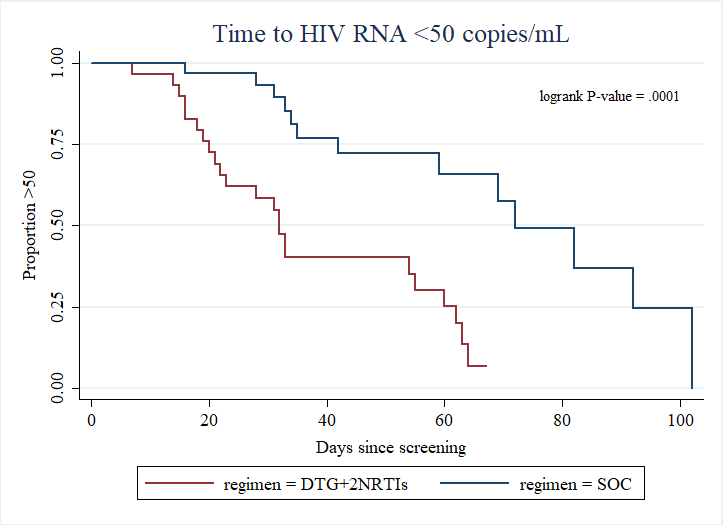 Time to HIV RNA <50 copies/mL
logrank P-value = .0001
Proportion >50
1.00
0.75
0.50
0.25
0.00
0 20 40 60 80 100
Days since screening
regimen = DTG+2NRTIs regimen = SOC